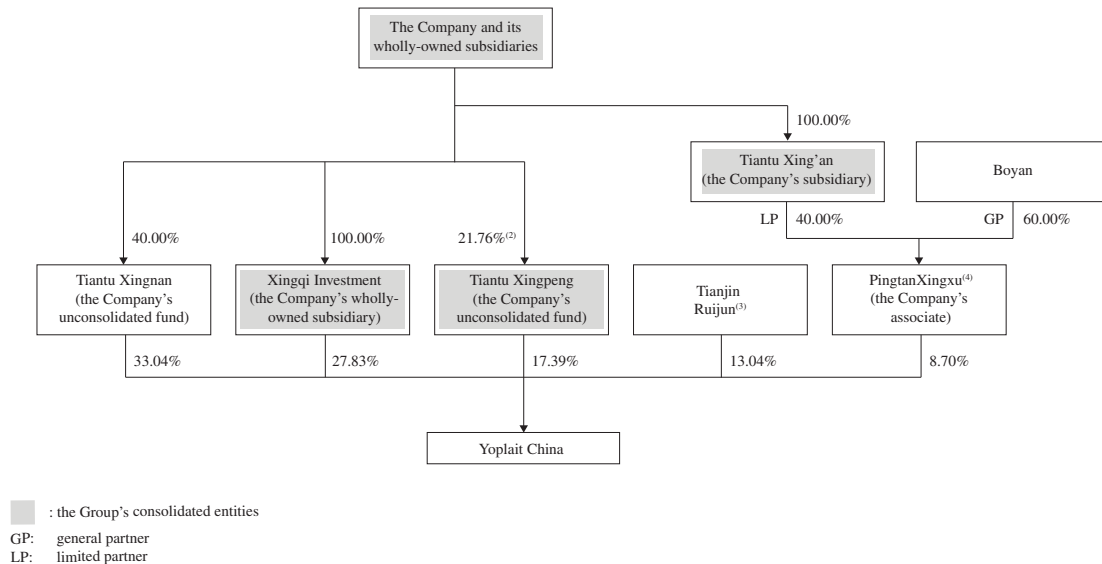 The Company and its
wholly-owned subsidiaries
100.00%
Tiantu Xing’an
(the Company’s subsidiary)
Boyan
LP 40.00%
GP 60.00%
40.00%
100.00%
21.76%(2)
Tiantu Xingnan
(the Company’s
unconsolidated fund)
Xingqi Investment
(the Company’s wholly-
owned subsidiary)
Tiantu Xingpeng
(the Company’s
unconsolidated fund)
Tianjin
Ruijun(3)
PingtanXingxu(4)
(the Company’s
associate)
33.04%
27.83%
17.39%
13.04%
8.70%
Yoplait China
: the Group’s consolidated entities
GP: general partner
LP: limited partner